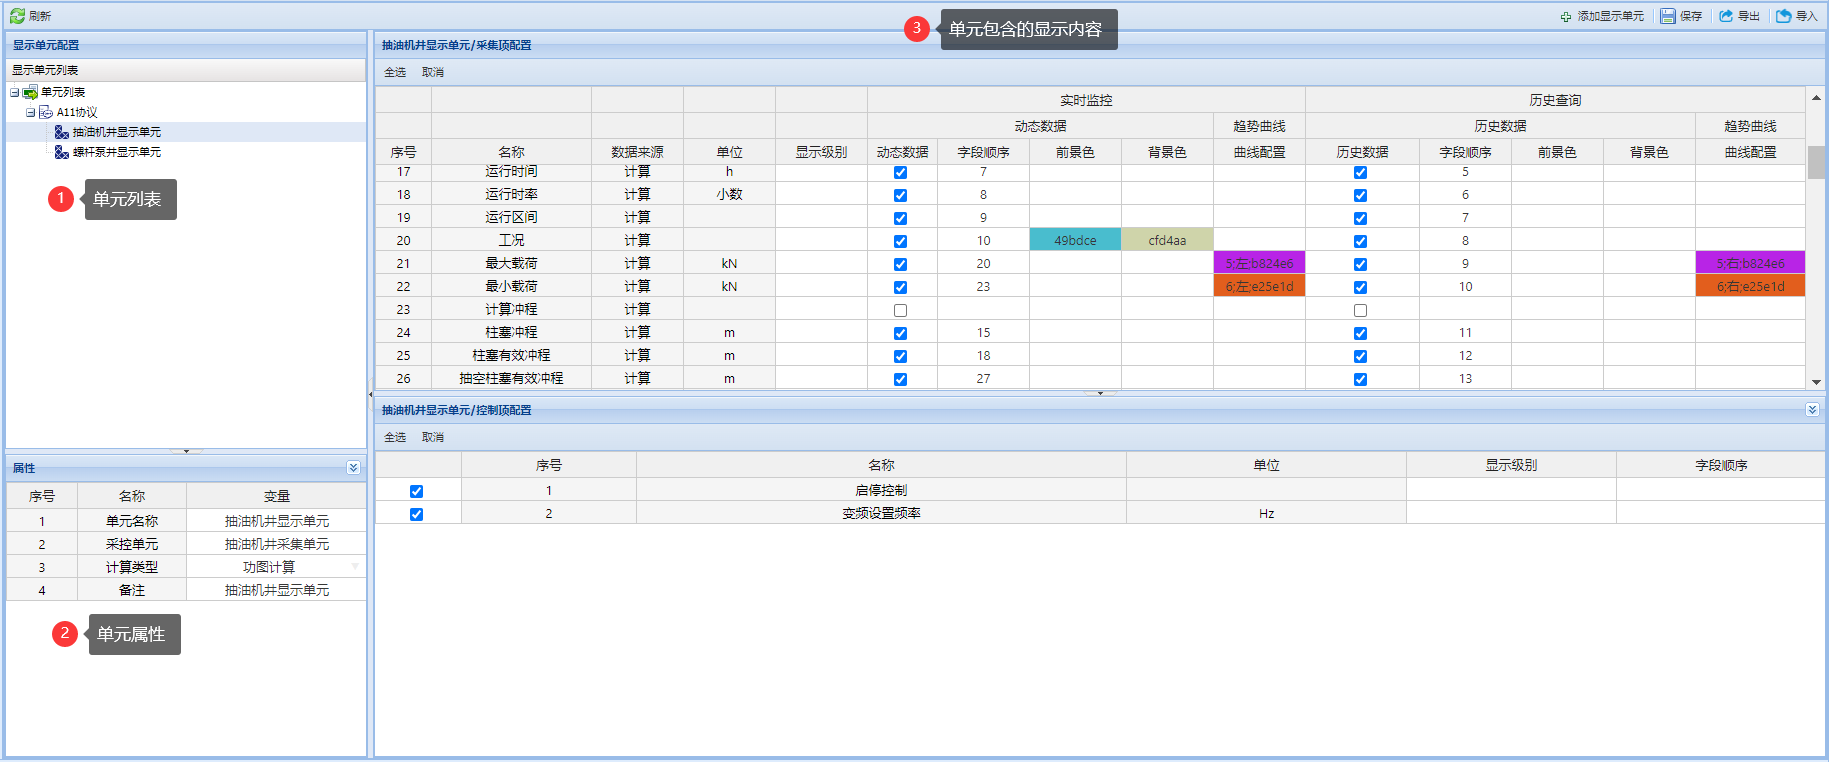 刷新
添加显示单元 保存 导出 导入
3 单元包含的显示内容
显示单元配置
显示单元列表
单元列表
A11协议
抽油机井显示单元
螺杆泵井显示单元
1 单元列表
属性
序号 名称 变量
1 单元名称 抽油机井显示单元
2 采控单元 抽油机井采集单元
3 计算类型 功图计算
4 备注 抽油机井显示单元
2 单元属性
抽油机井显示单元/采集项配置
全选 取消
实时监控 历史查询
动态数据 趋势曲线 历史数据 趋势曲线
序号 名称 数据来源 单位 显示级别 动态数据 字段顺序 前景色 背景色 曲线配置 历史数据 字段顺序 前景色 背景色 曲线配置
17 运行时间 计算 h 7 5
18 运行时率 计算 小数 8 6
19 运行区间 计算 9 7
20 工况 计算 10 49bdce cfd4aa 8
21 最大载荷 计算 kN 20 5;左;b824e6 9 5;右;b824e6
22 最小载荷 计算 kN 23 6;左;e25e1d 10 6;右;e25e1d
23 计算冲程 计算
24 柱塞冲程 计算 m 15 11
25 柱塞有效冲程 计算 m 18 12
26 抽空柱塞有效冲程 计算 m 27 13
抽油机井显示单元/控制项配置
全选 取消
序号 名称 单位 显示级别 字段顺序
1 启停控制
2 变频设置频率 Hz